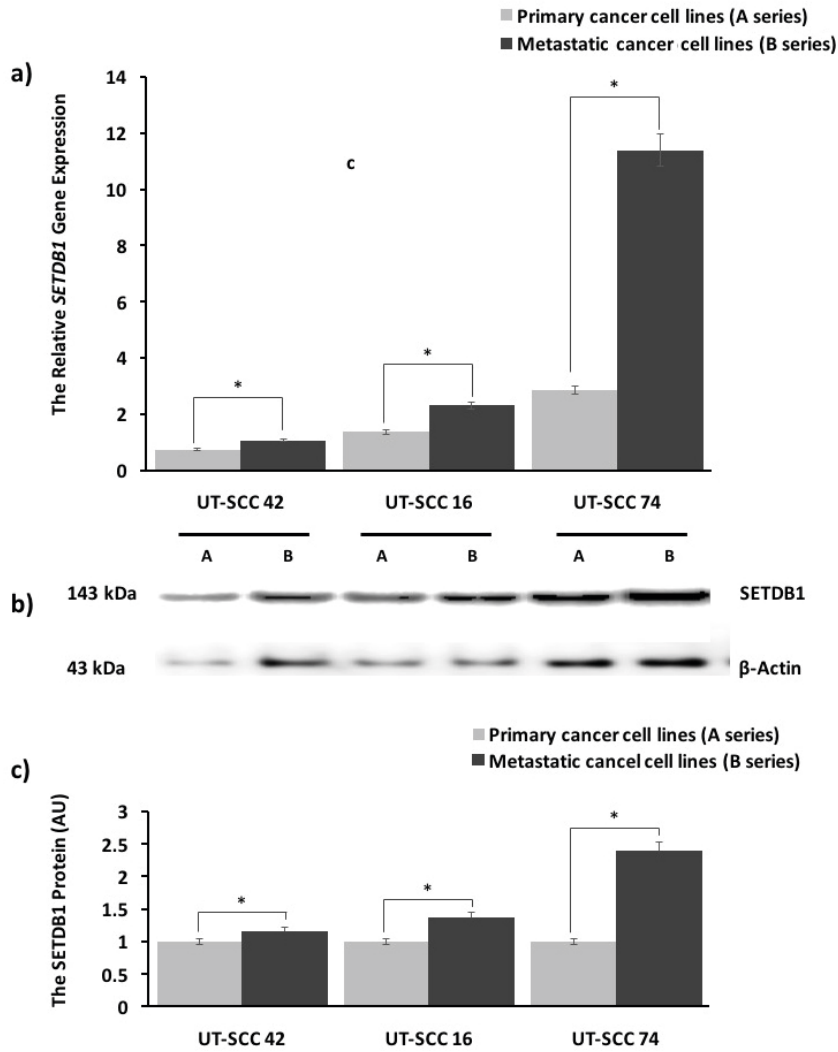 Primary cancer cell lines (A series)
Metastatic cancer cell lines (B series)
a)
The Relative SETDB1 Gene Expression
14
12
10
8
6
4
2
0
c
*
*
*
UT-SCC 42 UT-SCC 16 UT-SCC 74
A B A B A B
b)
143 kDa SETDB1
43 kDa β-Actin
Primary cancer cell lines (A series)
Metastatic cancel cell lines (B series)
c)
The SETDB1 Protein (AU)
3
2.5
2
1.5
1
0.5
0
*
*
*
UT-SCC 42 UT-SCC 16 UT-SCC 74